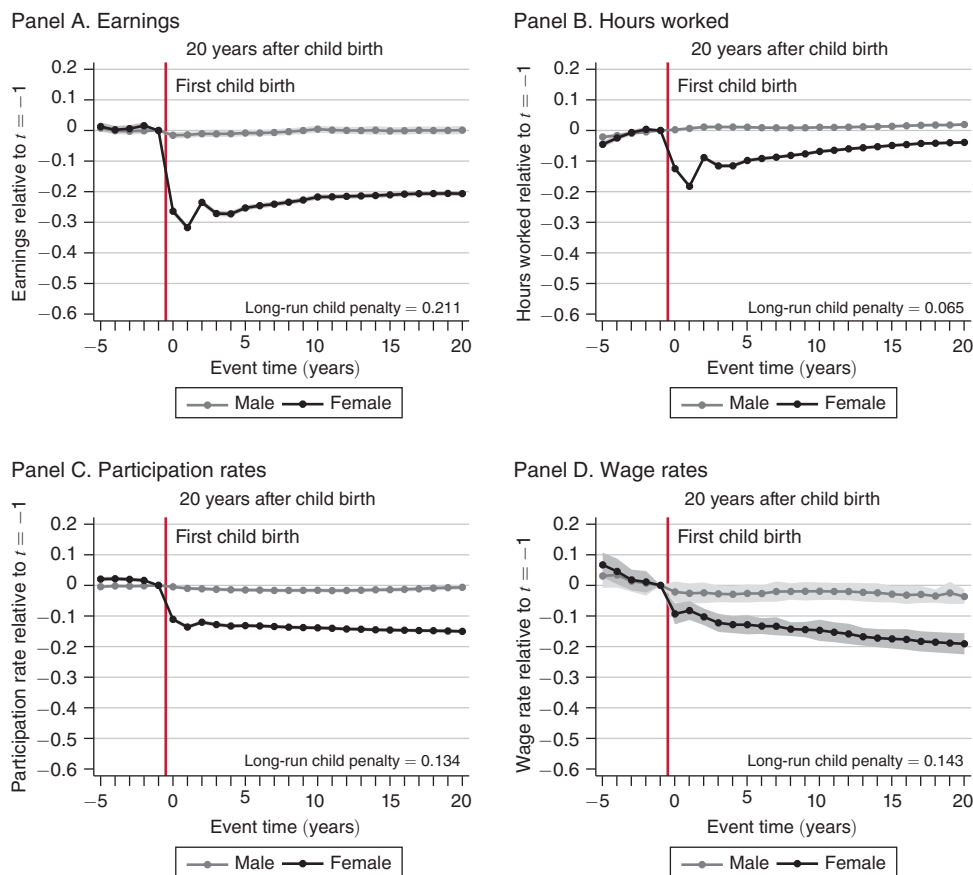 Panel A. Earnings
20 years after child birth
First child birth
Earnings relative to t = −1
0.2
0.1
0
−0.1
−0.2
−0.3
−0.4
−0.5
−0.6
Long-run child penalty = 0.211
−5 0 5 10 15 20
Event time (years)
Male Female
Panel B. Hours worked
20 years after child birth
First child birth
Hours worked relative to t = −1
0.2
0.1
0
−0.1
−0.2
−0.3
−0.4
−0.5
−0.6
Long-run child penalty = 0.065
−5 0 5 10 15 20
Event time (years)
Male Female
Panel C. Participation rates
20 years after child birth
First child birth
Participation rate relative to t = −1
0.2
0.1
0
−0.1
−0.2
−0.3
−0.4
−0.5
−0.6
Long-run child penalty = 0.134
−5 0 5 10 15 20
Event time (years)
Male Female
Panel D. Wage rates
20 years after child birth
First child birth
Wage rate relative to t = −1
0.2
0.1
0
−0.1
−0.2
−0.3
−0.4
−0.5
−0.6
Long-run child penalty = 0.143
−5 0 5 10 15 20
Event time (years)
Male Female